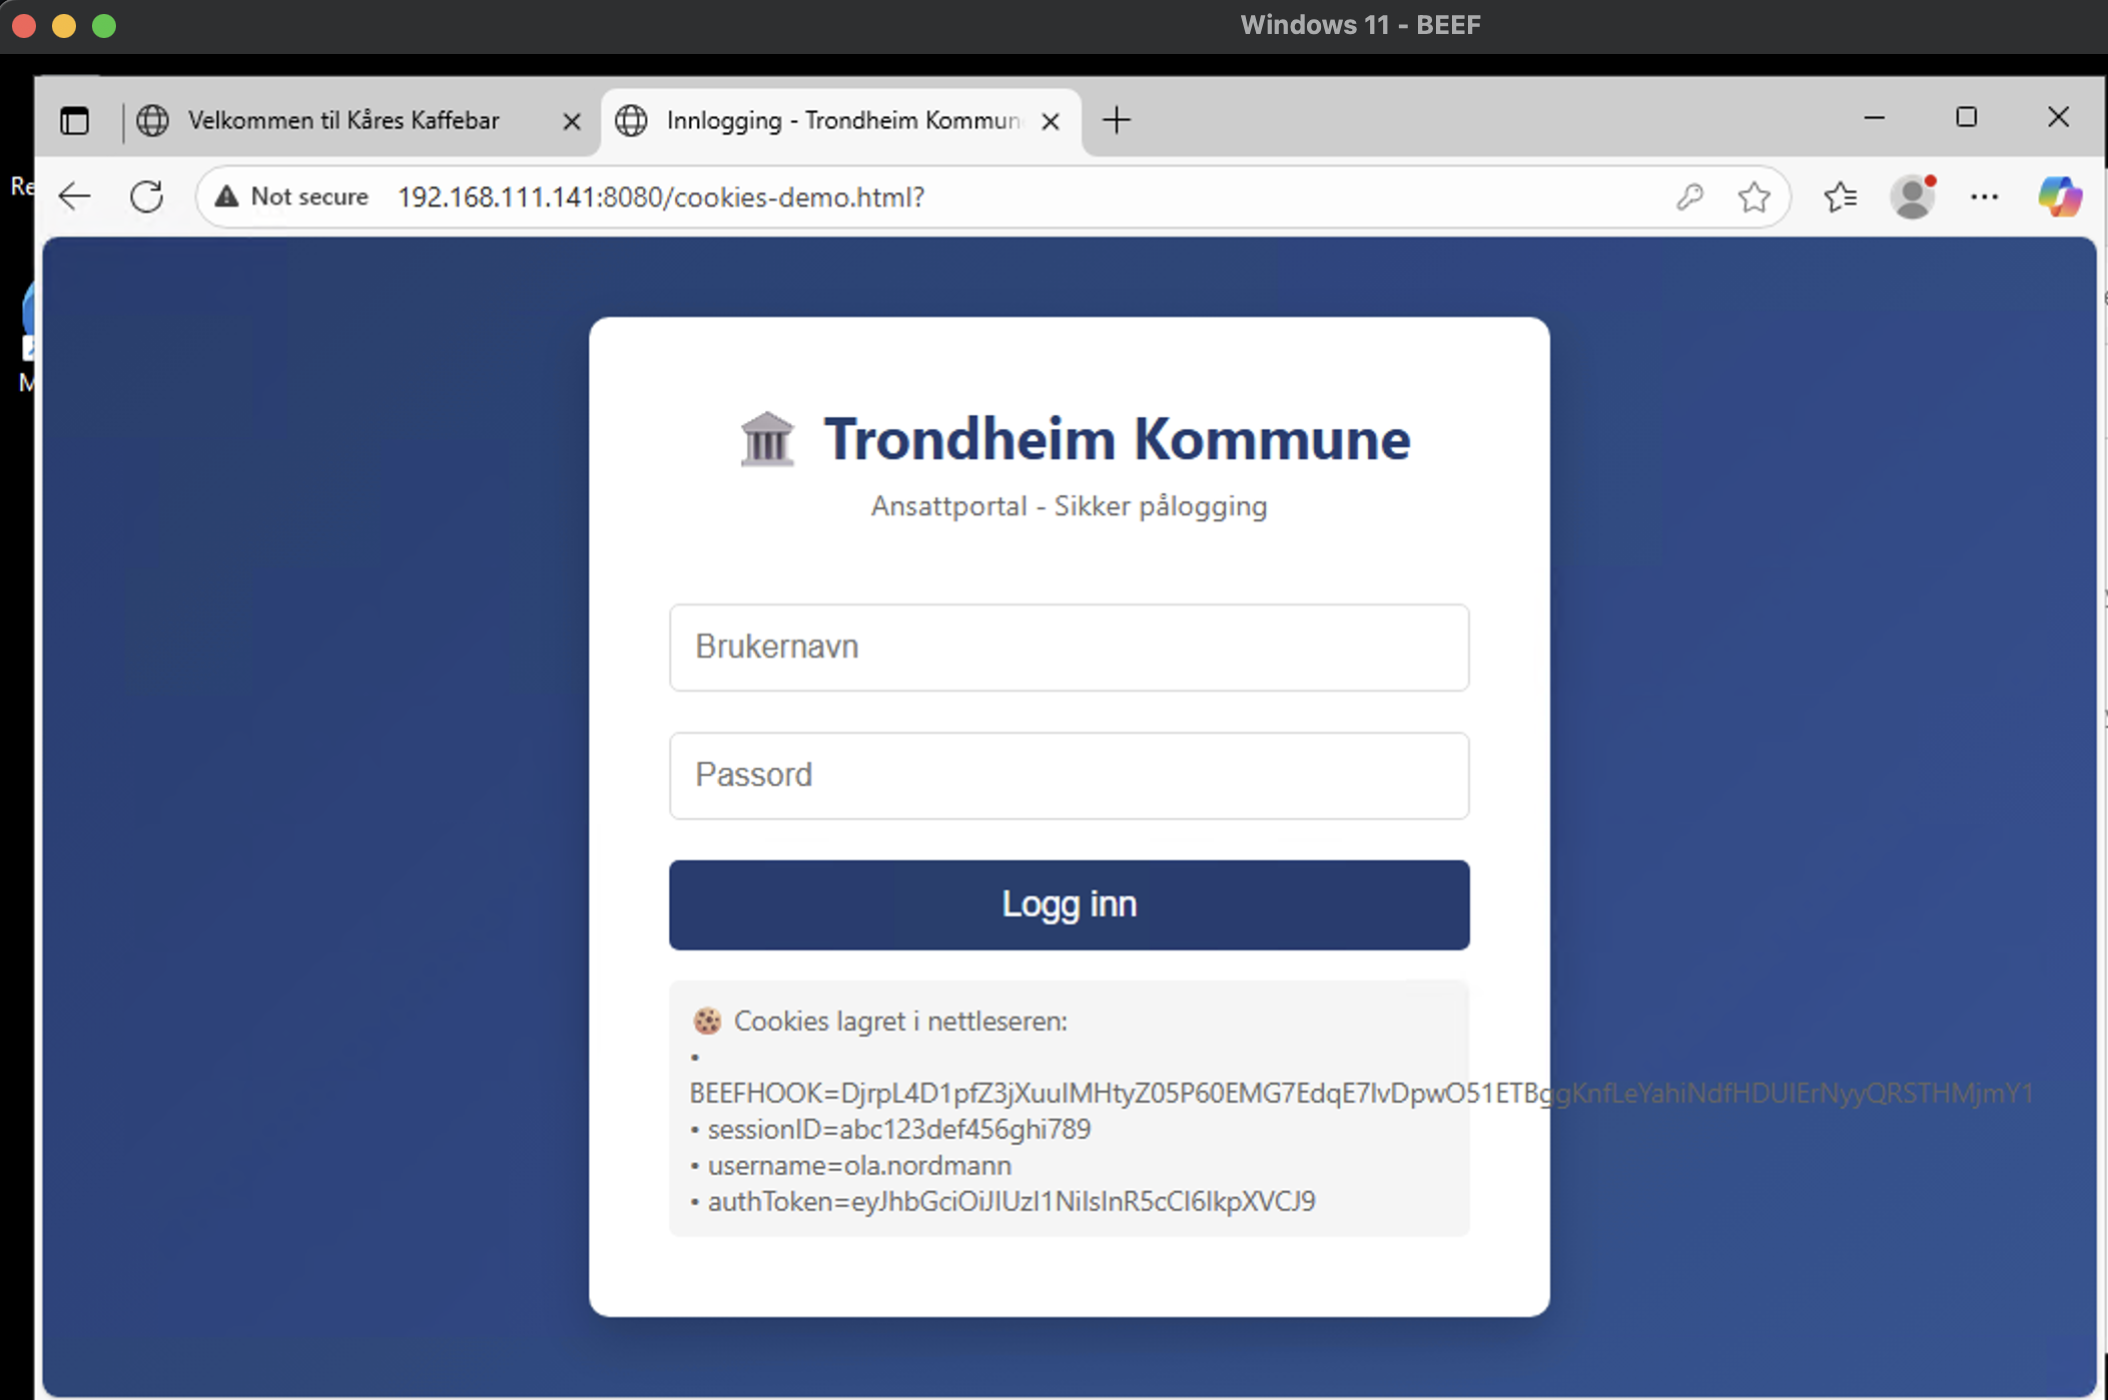 Windows 11 - BEEF
Velkommen til Kåres Kaffebar
Innlogging - Trondheim Kommun
Not secure 192.168.111.141:8080/cookies-demo.html?
Re
M
Trondheim Kommune
Ansattportal - Sikker pålogging
Brukernavn
Passord
Logg inn
Cookies lagret i nettleseren:
•
BEEFHOOK=DjrpL4D1pfZ3jXuuIMHtyZ05P60EMG7EdqE7IvDpwO51ETBggKnfLeYahiNdfHDUIErNyyQRSTHMjmY1
• sessionID=abc123def456ghi789
• username=ola.nordmann
• authToken=eyJhbGciOiJIUzI1NiIsInR5cCI6IkpXVCJ9